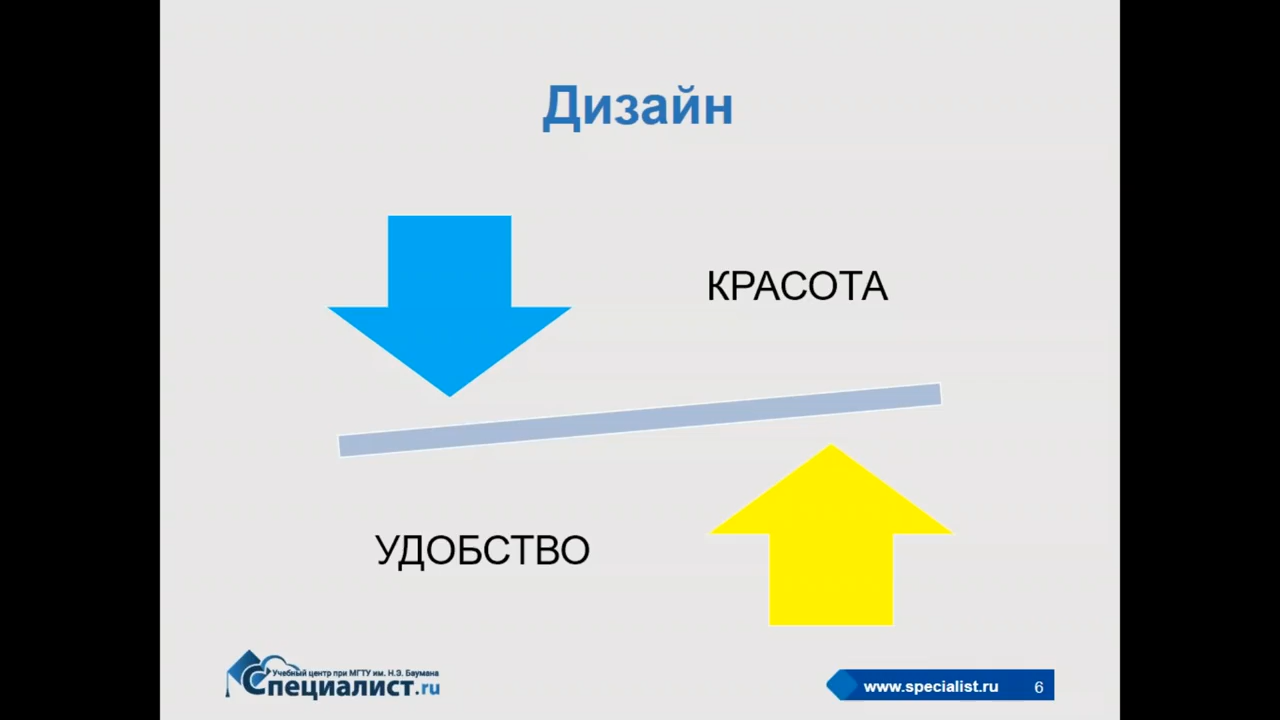 Дизайн
КРАСОТА
УДОБСТВО
Учебный центр при МГТУ им. Н.Э. Баумана
Специалист.ru
www.specialist.ru 6